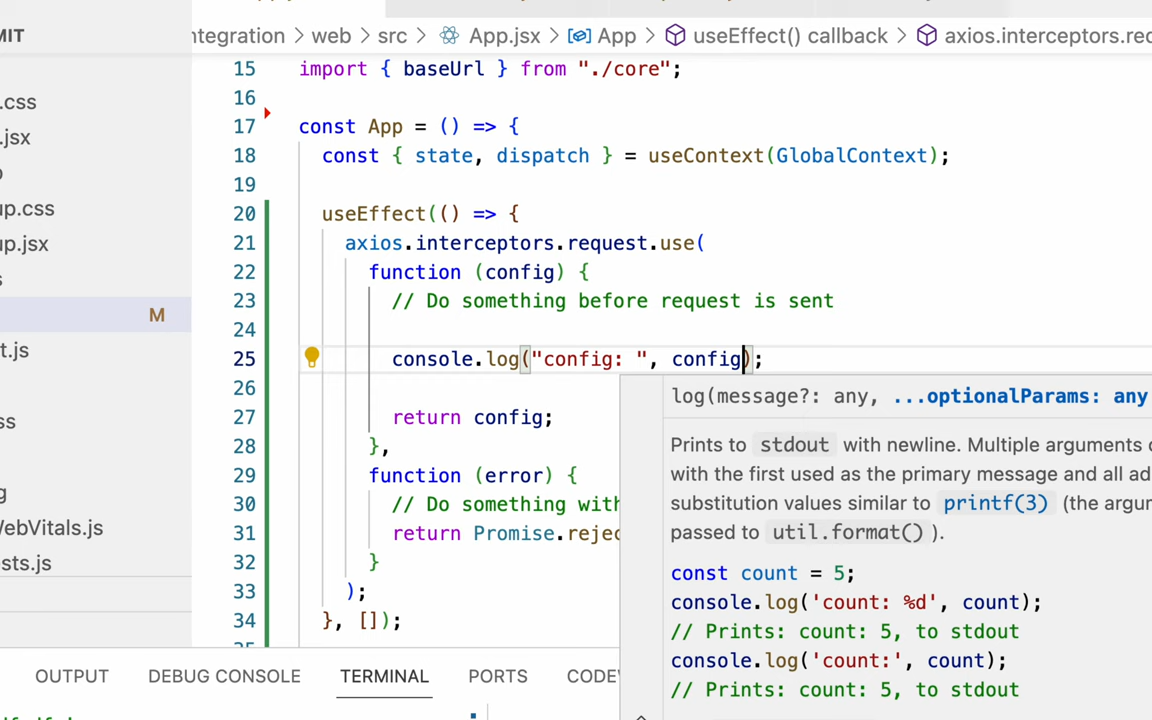 MIT
ntegration > web > src > App.jsx > App > useEffect() callback > axios.interceptors.rec
.css
.jsx
up.css
up.jsx
s
M
t.js
ss
g
WebVitals.js
sts.js
15 import { baseUrl } from "./core";
16
17 const App = () => {
18 const { state, dispatch } = useContext(GlobalContext);
19
20 useEffect(() => {
21 axios.interceptors.request.use(
22 function (config) {
23 // Do something before request is sent
24
25 console.log("config: ", config);
26
27 return config;
28 },
29 function (error) {
30 // Do something with
31 return Promise.rejec
32 }
33 );
34 }, []);
log(message?: any, ...optionalParams: any
Prints to stdout with newline. Multiple arguments c
with the first used as the primary message and all ad
substitution values similar to printf(3) (the argur
passed to util.format() ).
const count = 5;
console.log('count: %d', count);
// Prints: count: 5, to stdout
console.log('count:', count);
// Prints: count: 5, to stdout
OUTPUT DEBUG CONSOLE TERMINAL PORTS CODEW